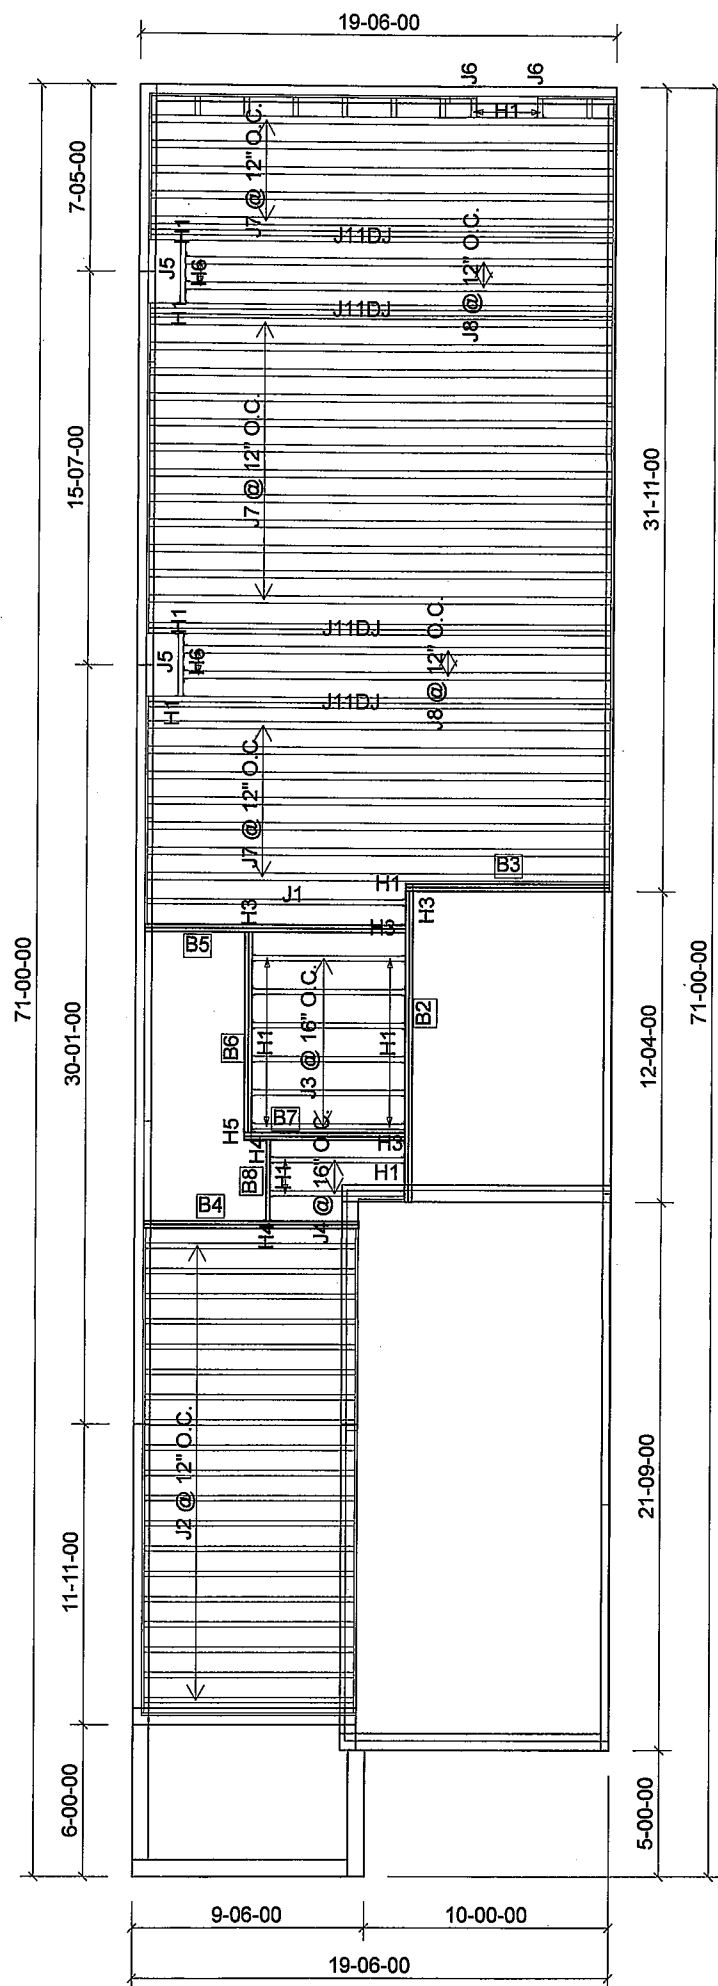 19-06-00
J6
J6
H1
7-05-00
J7 @ 12" O.C.
H1
J11DJ
J5
H6
J8 @ 12" O.C.
H1
J11DJ
71-00-00
15-07-00
J7 @ 12" O.C.
31-11-00
H1
J11DJ
J5
H6
J8 @ 12" O.C.
H1
J11DJ
J7 @ 12" O.C.
B3
H1
J1
H3
H3
H3
B5
30-01-00
B6
H1
J3 @ 16" O.C.
H1
B2
12-04-00
71-00-00
B7
H5
H4
H3
B8
H1
J4 @ 16" O.C.
H1
B4
H4
J2 @ 12" O.C.
11-11-00
21-09-00
6-00-00
5-00-00
9-06-00
10-00-00
19-06-00